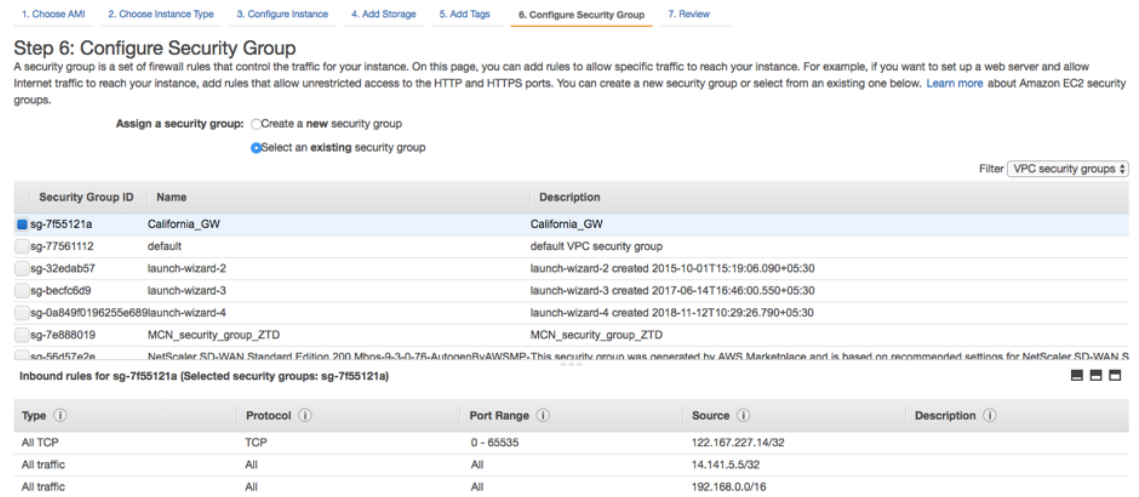 1. Choose AMI 2. Choose Instance Type 3. Configure Instance 4. Add Storage 5. Add Tags 6. Configure Security Group 7. Review
Step 6: Configure Security Group
A security group is a set of firewall rules that control the traffic for your instance. On this page, you can add rules to allow specific traffic to reach your instance. For example, if you want to set up a web server and allow
Internet traffic to reach your instance, add rules that allow unrestricted access to the HTTP and HTTPS ports. You can create a new security group or select from an existing one below. Learn more about Amazon EC2 security
groups.
Assign a security group: Create a new security group
Select an existing security group
Filter VPC security groups
Security Group ID Name Description
sg-7f55121a California_GW California_GW
sg-77561112 default default VPC security group
sg-32edab57 launch-wizard-2 launch-wizard-2 created 2015-10-01T15:19:06.090+05:30
sg-becfc6d9 launch-wizard-3 launch-wizard-3 created 2017-06-14T16:46:00.550+05:30
sg-0a849f0196255e689 launch-wizard-4 launch-wizard-4 created 2018-11-12T10:29:26.790+05:30
sg-7e888019 MCN_security_group_ZTD MCN_security_group_ZTD
sg-56d57e2e NetScaler SD-WAN Standard Edition 200 Mbps-9-3-0-76-AutogenByAWSMP- This security group was generated by AWS Marketplace and is based on recommended settings for NetScaler SD-WAN S
Inbound rules for sg-7f55121a (Selected security groups: sg-7f55121a)
Type Protocol Port Range Source Description
All TCP TCP 0 - 65535 122.167.227.14/32
All traffic All All 14.141.5.5/32
All traffic All All 192.168.0.0/16